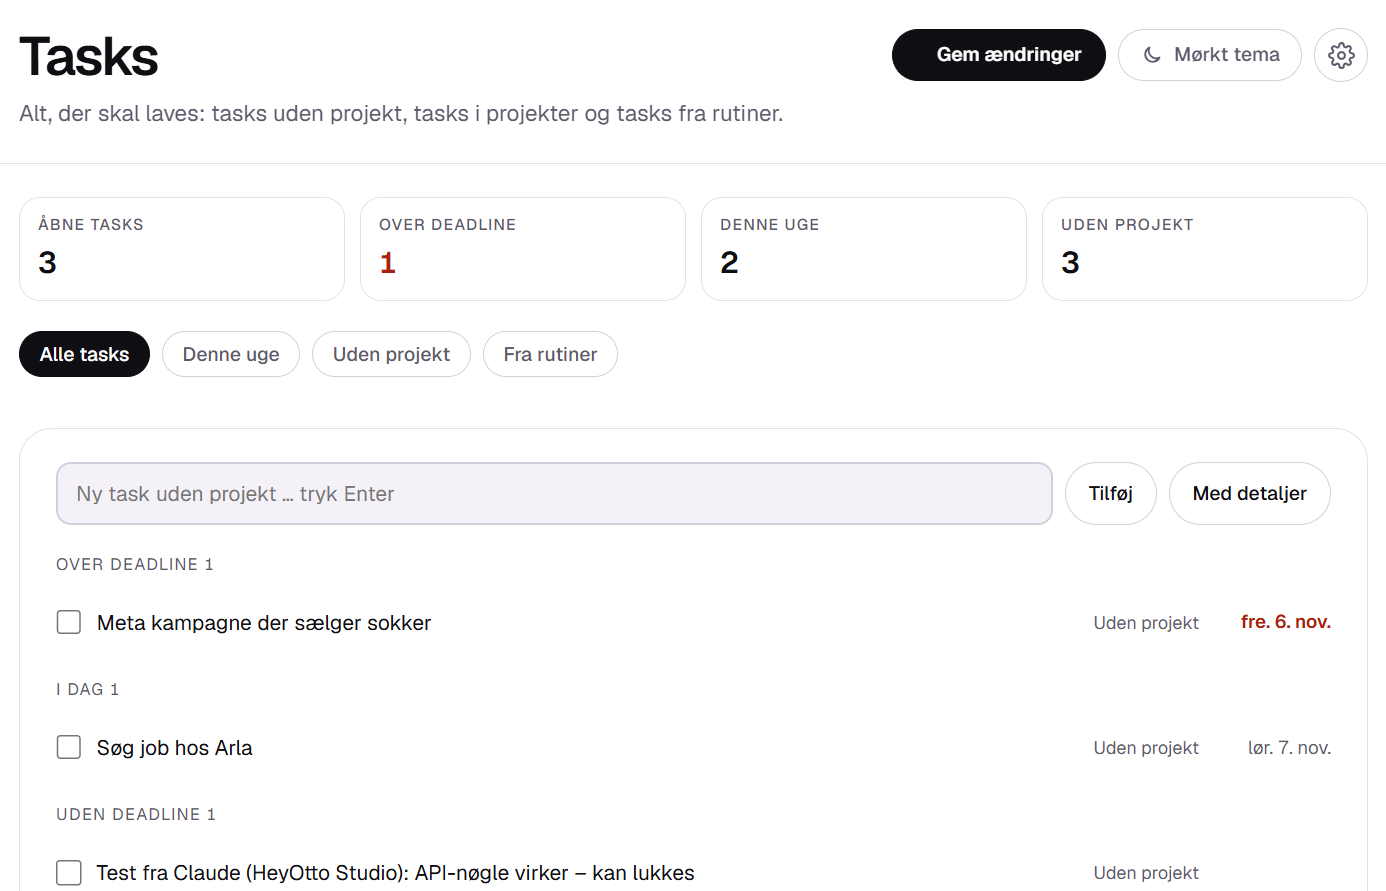 Tasks
Gem ændringer
Mørkt tema
Alt, der skal laves: tasks uden projekt, tasks i projekter og tasks fra rutiner.
ÅBNE TASKS
3
OVER DEADLINE
1
DENNE UGE
2
UDEN PROJEKT
3
Alle tasks
Denne uge
Uden projekt
Fra rutiner
Ny task uden projekt … tryk Enter
Tilføj
Med detaljer
OVER DEADLINE 1
Meta kampagne der sælger sokker
Uden projekt
fre. 6. nov.
I DAG 1
Søg job hos Arla
Uden projekt
lør. 7. nov.
UDEN DEADLINE 1
Test fra Claude (HeyOtto Studio): API-nøgle virker – kan lukkes
Uden projekt